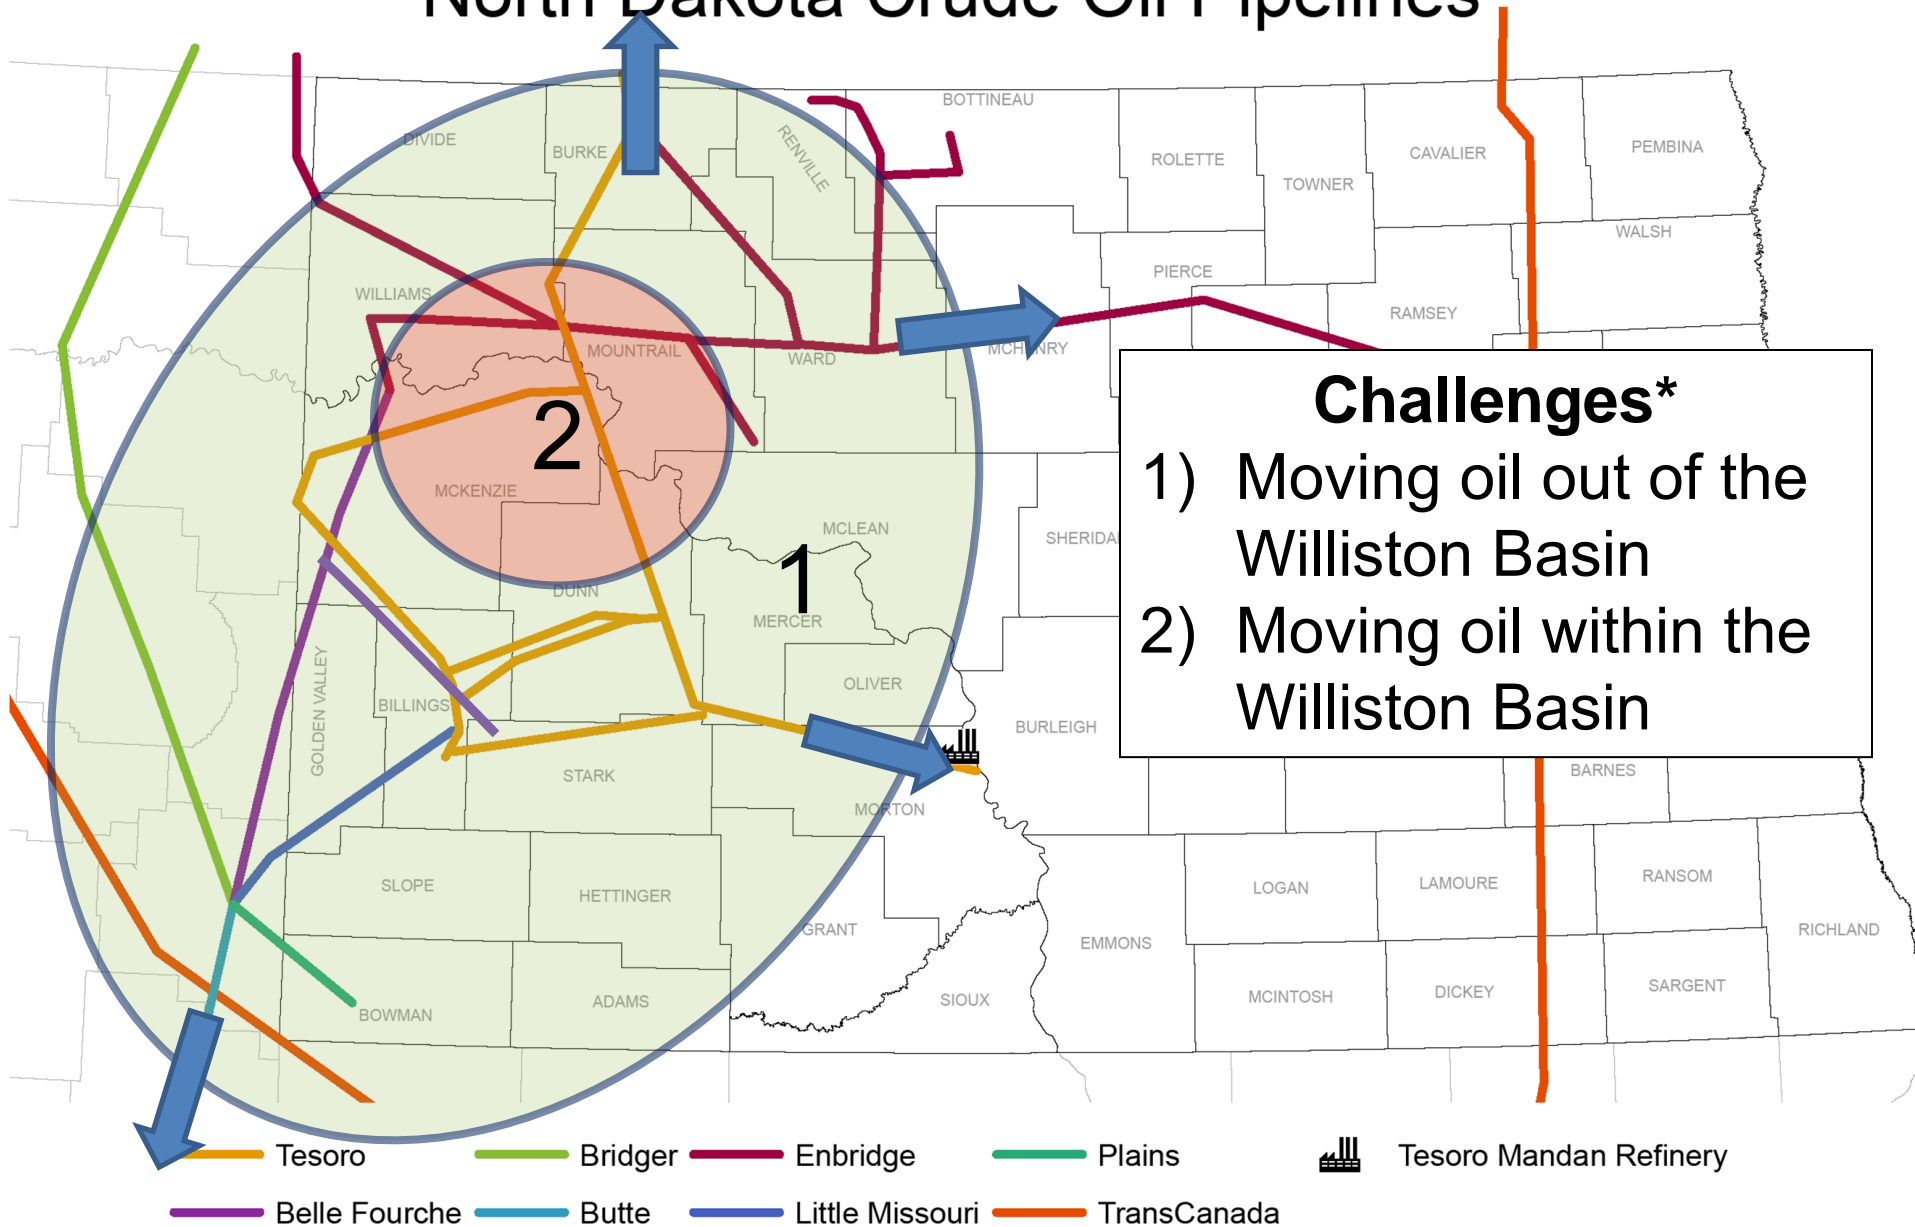 North Dakota Crude Oil Pipelines
BOTTINEAU
DIVIDE
BURKE
RENVILLE
ROLETTE
TOWNER
CAVALIER
PEMBINA
WALSH
PIERCE
WILLIAMS
RAMSEY
MOUNTRAIL
WARD
MCHENRY
Challenges*
1) Moving oil out of the
Williston Basin
2) Moving oil within the
Williston Basin
2
MCKENZIE
MCLEAN
SHERIDA
1
DUNN
MERCER
GOLDEN VALLEY
BILLINGS
OLIVER
BURLEIGH
STARK
BARNES
MORTON
SLOPE
HETTINGER
LOGAN
LAMOURE
RANSOM
GRANT
EMMONS
RICHLAND
BOWMAN
ADAMS
SIOUX
MCINTOSH
DICKEY
SARGENT
Tesoro
Bridger
Enbridge
Plains
Tesoro Mandan Refinery
Belle Fourche
Butte
Little Missouri
TransCanada